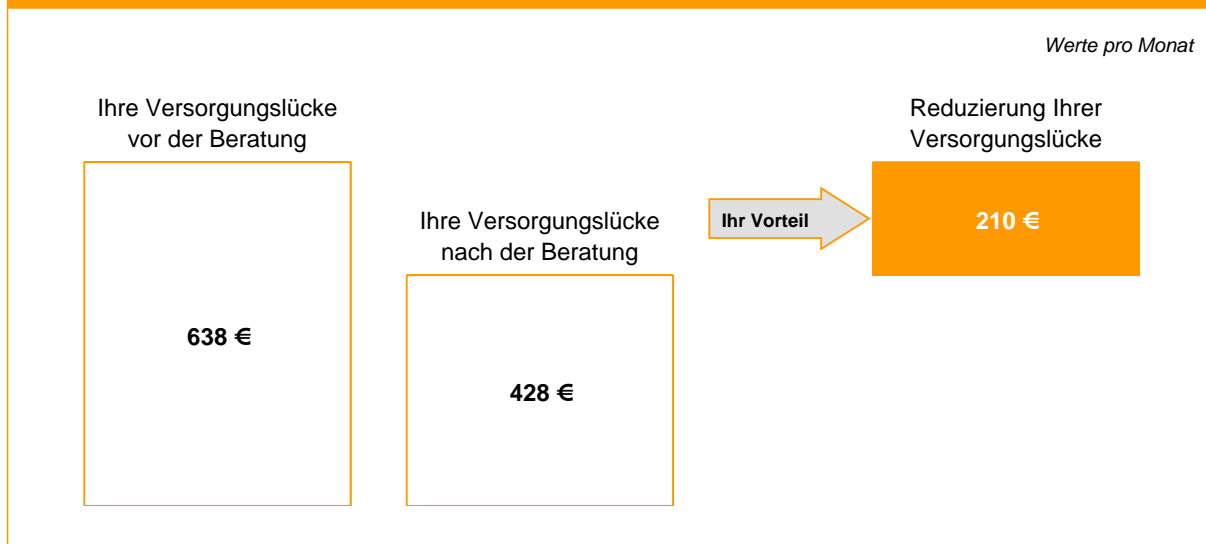 Werte pro Monat
Ihre Versorgungslücke
vor der Beratung
638 €
Ihre Versorgungslücke
nach der Beratung
428 €
Ihr Vorteil
Reduzierung Ihrer
Versorgungslücke
210 €